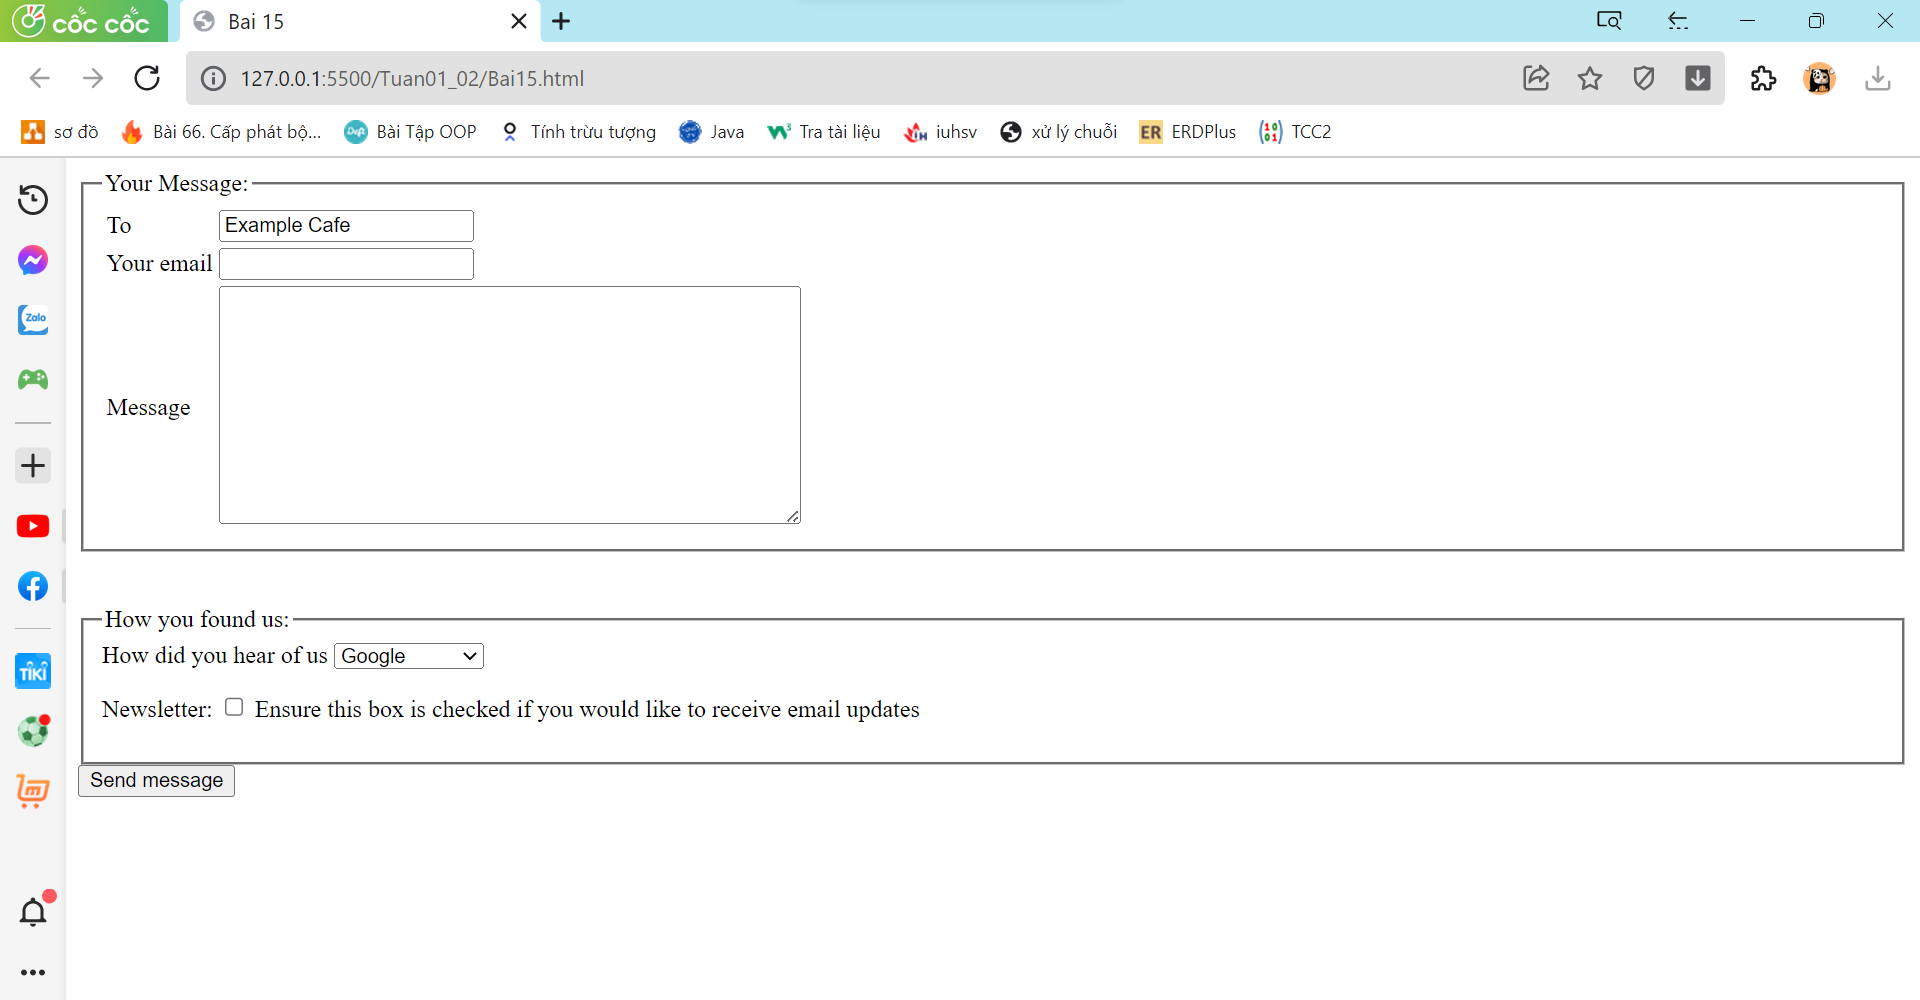 cốc cốc
Bai 15
127.0.0.1:5500/Tuan01_02/Bai15.html
sơ đồ
Bài 66. Cấp phát bộ...
Bài Tập OOP
Tính trừu tượng
Java
Tra tài liệu
iuhsv
xử lý chuỗi
ER ERDPlus
TCC2
Your Message:
To Example Cafe
Your email
Zalo
Message
How you found us:
How did you hear of us Google
TIKI
Newsletter: Ensure this box is checked if you would like to receive email updates
Send message